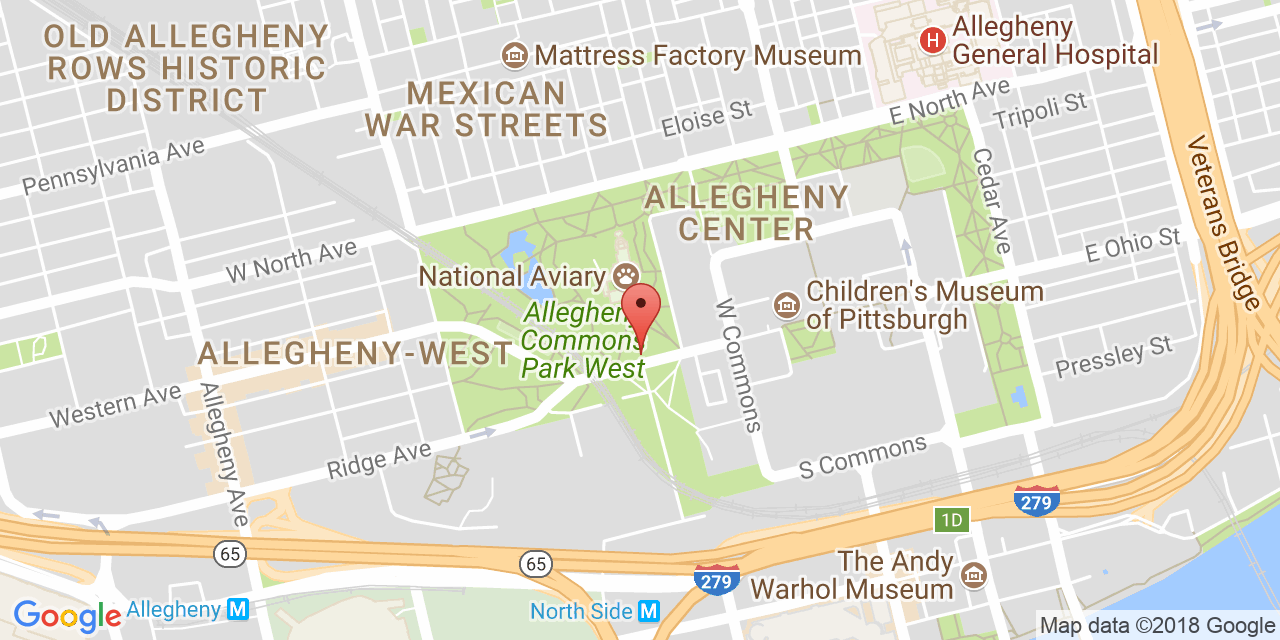 OLD ALLEGHENY
ROWS HISTORIC
DISTRICT
Mattress Factory Museum
H
Allegheny
General Hospital
MEXICAN
WAR STREETS
Eloise St
E North Ave
Tripoli St
Pennsylvania Ave
Veterans Bridge
Cedar Ave
ALLEGHENY
CENTER
W North Ave
E Ohio St
National Aviary
Children's Museum
of Pittsburgh
Allegheny
Commons
Park West
W Commons
ALLEGHENY-WEST
Pressley St
Western Ave
Allegheny Ave
Ridge Ave
S Commons
279
1D
65
65
279
The Andy
Warhol Museum
Google
Allegheny M
North Side M
Map data ©2018 Google